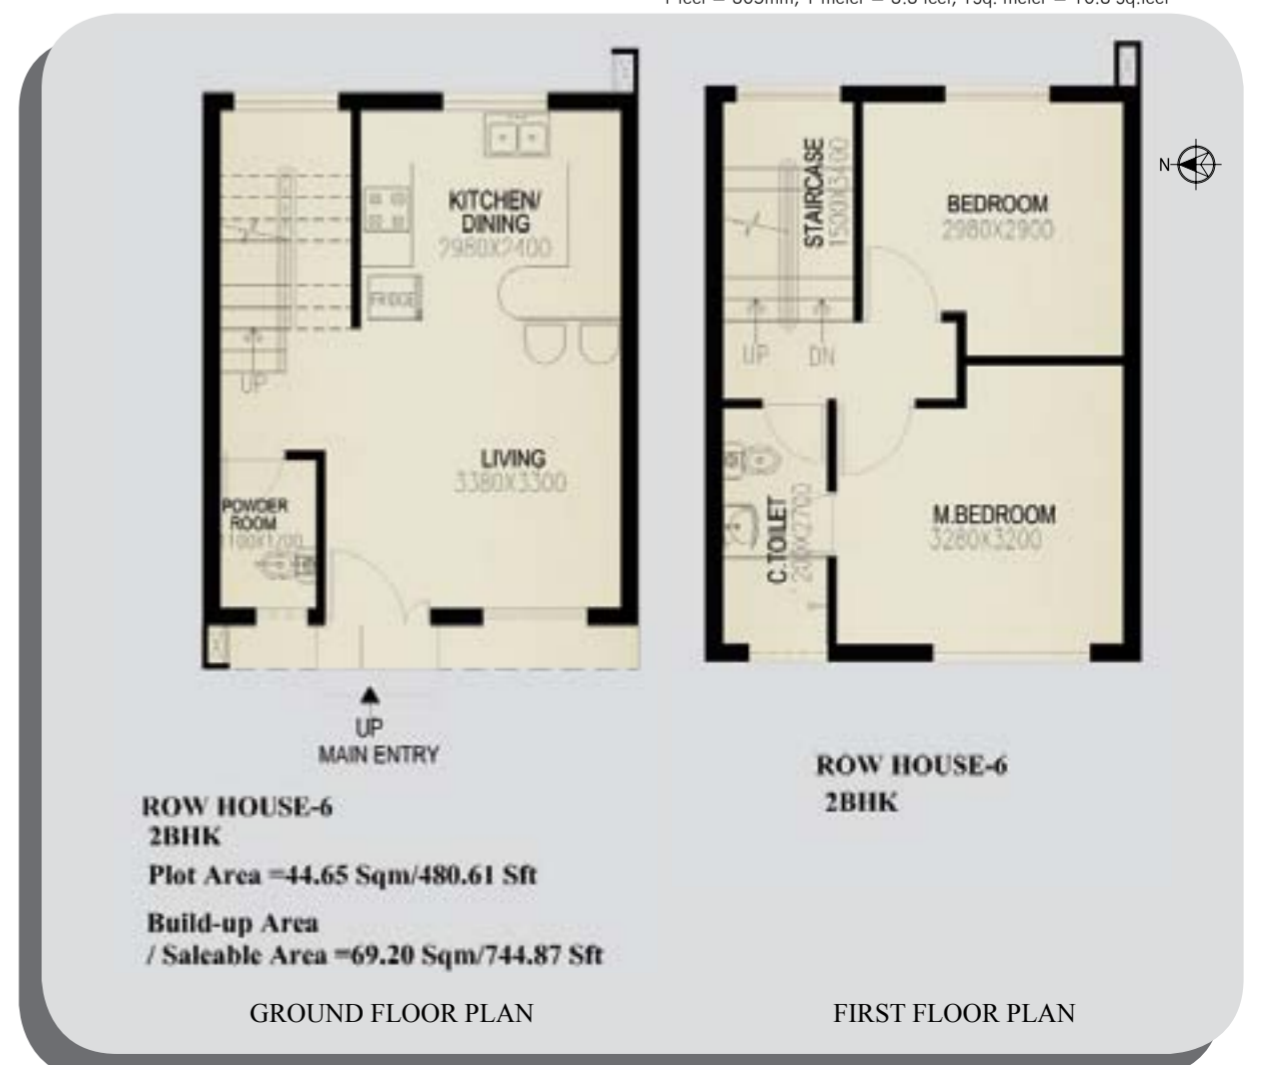 N
KITCHEN/
DINING
2980X2400
FRIDGE
UP
LIVING
3380X3300
POWDER
ROOM
UP
MAIN ENTRY
STAIRCASE
1500X3400
BEDROOM
2980X2900
UP DN
C.TOILET
M.BEDROOM
3280X3200
ROW HOUSE-6
2BHK
Plot Area =44.65 Sqm/480.61 Sft
Build-up Area
/ Saleable Area =69.20 Sqm/744.87 Sft
GROUND FLOOR PLAN
ROW HOUSE-6
2BHK
FIRST FLOOR PLAN